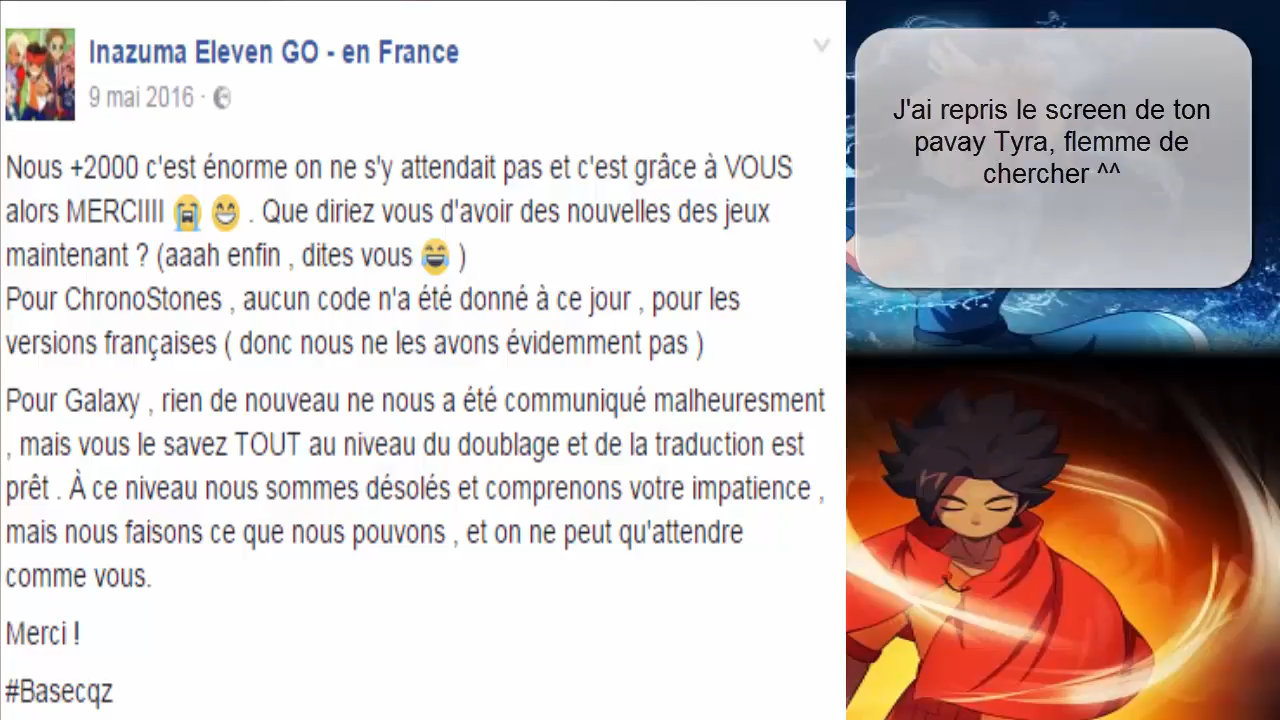 Inazuma Eleven GO - en France
9 mai 2016 ·
Nous +2000 c'est énorme on ne s'y attendait pas et c'est grâce à VOUS
alors MERCIIII 😭 😁 . Que diriez vous d'avoir des nouvelles des jeux
maintenant ? (aaah enfin , dites vous 😂 )
Pour ChronoStones , aucun code n'a été donné à ce jour , pour les
versions françaises ( donc nous ne les avons évidemment pas )
Pour Galaxy , rien de nouveau ne nous a été communiqué malheuresment
, mais vous le savez TOUT au niveau du doublage et de la traduction est
prêt . À ce niveau nous sommes désolés et comprenons votre impatience ,
mais nous faisons ce que nous pouvons , et on ne peut qu'attendre
comme vous.
Merci !
#Basecqz
J'ai repris le screen de ton
pavay Tyra, flemme de
chercher ^^